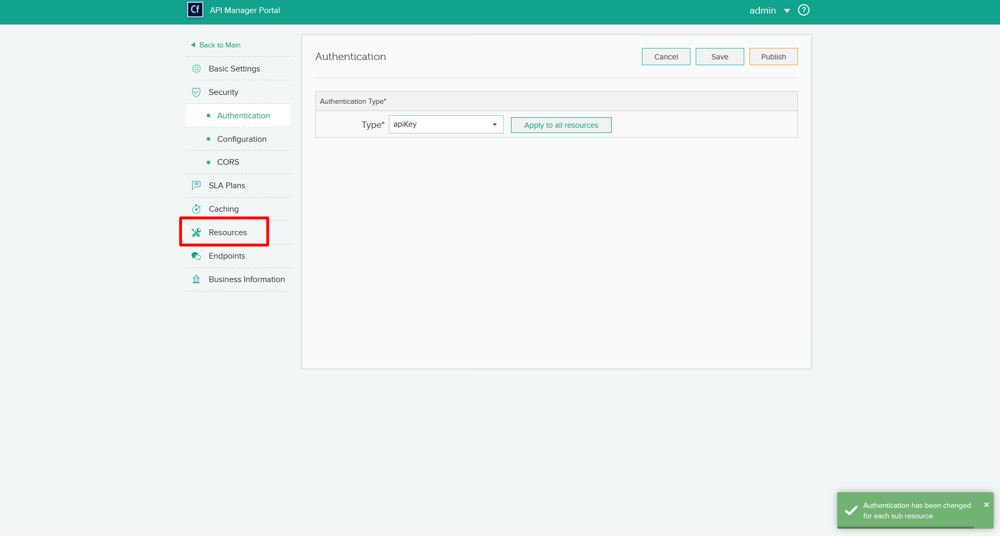 Cf API Manager Portal
admin
?
Back to Main
Basic Settings
Security
Authentication
Configuration
CORS
SLA Plans
Caching
Resources
Endpoints
Business Information
Authentication
Cancel
Save
Publish
Authentication Type*
Type* apiKey
Apply to all resources
Authentication has been changed
for each sub resource